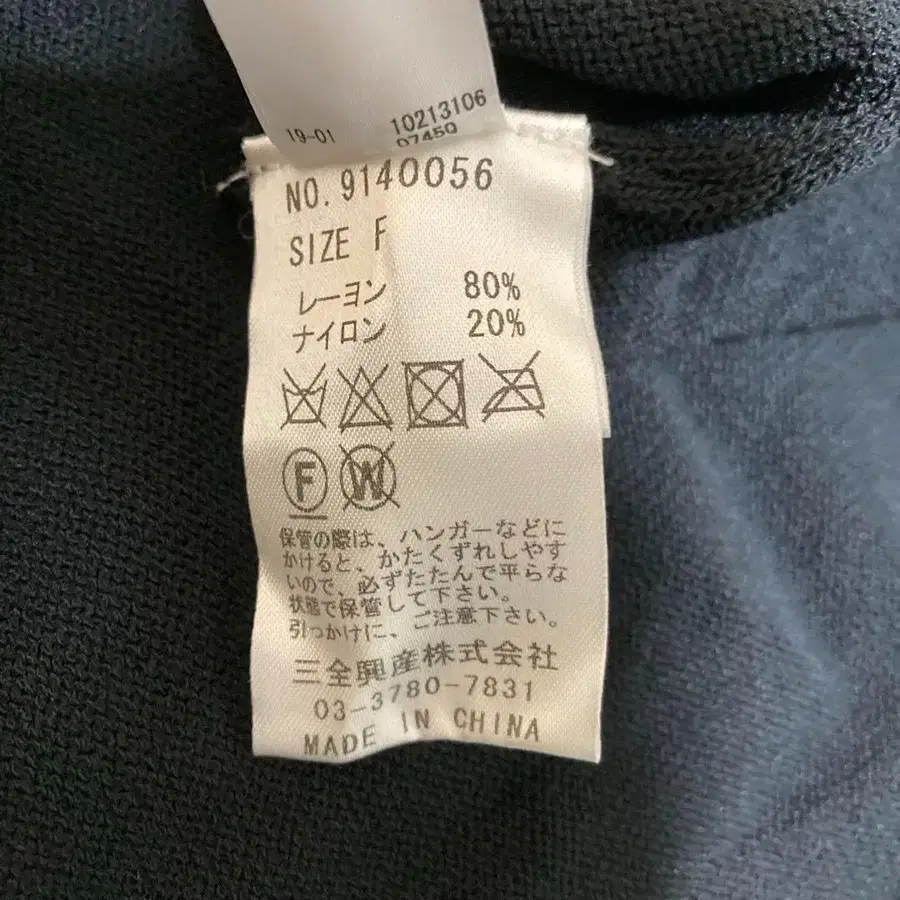 19-01 10213106
07450
NO. 9140056
SIZE F
レーヨン 80%
ナイロン 20%
F W
保管の際は、ハンガーなどに
かけると、かたくずれしやす
いので、必ずたたんで平らな
状態で保管して下さい。
引っかけに、ご注意下さい。
三全興産株式会社
03-3780-7831
MADE IN CHINA